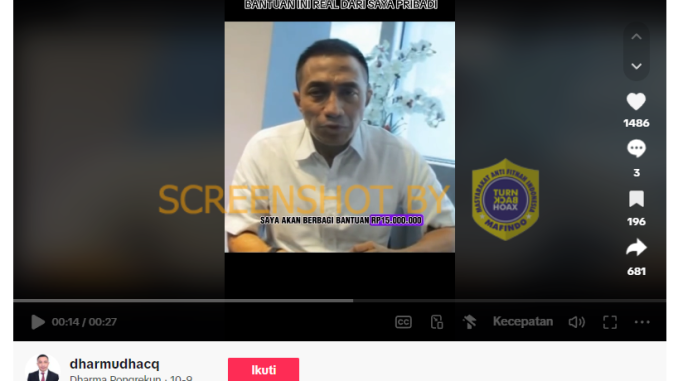 BANTUAN INI REAL DARI SAYA PRIBADI
SCREENSHOT BY
MASYARAKAT ANTI FITNAH INDONESIA
TURN
BACK
HOAX
MAFINDO
SAYA AKAN BERBAGI BANTUAN RP15.000.000
1486
3
196
681
00:14 / 00:27
CC
Kecepatan
dharmudhacq
Ikuti
Dharma Pongrekun · 10-9